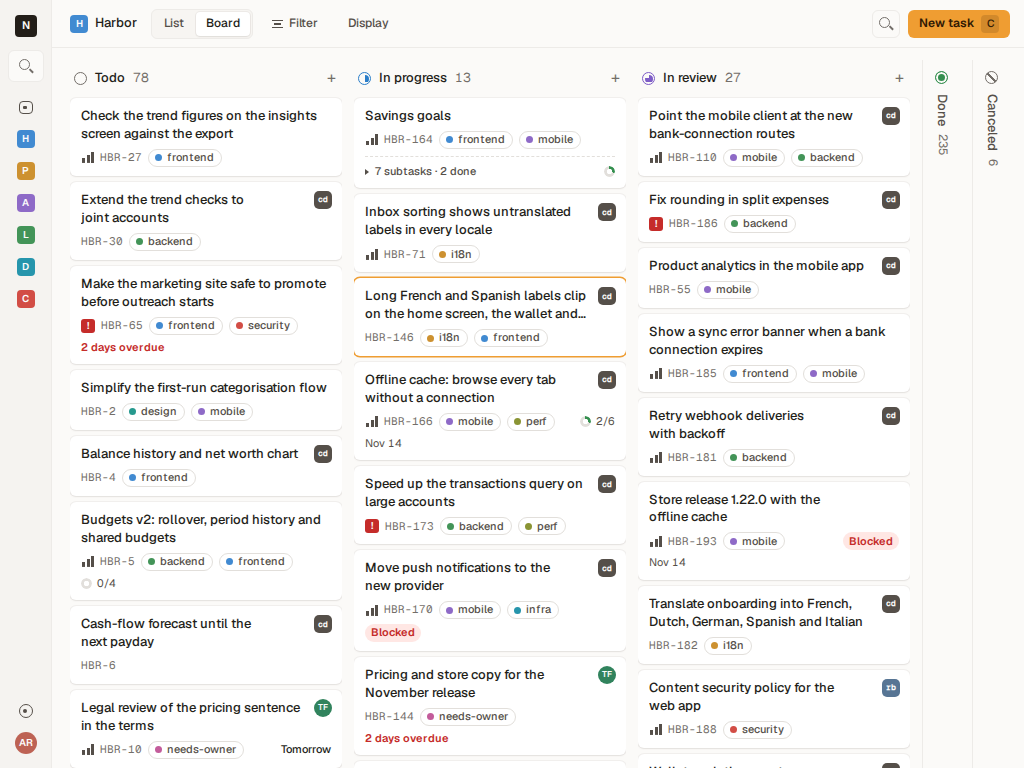 N
H
P
A
L
D
C
AR
H Harbor
List
Board
Filter
Display
New task C
Todo 78 +
Check the trend figures on the insights
screen against the export
HBR-27 frontend
Extend the trend checks to
joint accounts
cd
HBR-30 backend
Make the marketing site safe to promote
before outreach starts
! HBR-65 frontend security
2 days overdue
Simplify the first-run categorisation flow
HBR-2 design mobile
Balance history and net worth chart
cd
HBR-4 frontend
Budgets v2: rollover, period history and
shared budgets
HBR-5 backend frontend
0/4
Cash-flow forecast until the
next payday
cd
HBR-6
Legal review of the pricing sentence
in the terms
TF
HBR-10 needs-owner Tomorrow
In progress 13 +
Savings goals
HBR-164 frontend mobile
7 subtasks · 2 done
Inbox sorting shows untranslated
labels in every locale
cd
HBR-71 i18n
Long French and Spanish labels clip
on the home screen, the wallet and…
cd
HBR-146 i18n frontend
Offline cache: browse every tab
without a connection
cd
HBR-166 mobile perf 2/6
Nov 14
Speed up the transactions query on
large accounts
cd
! HBR-173 backend perf
Move push notifications to the
new provider
cd
HBR-170 mobile infra
Blocked
Pricing and store copy for the
November release
TF
HBR-144 needs-owner
2 days overdue
In review 27 +
Point the mobile client at the new
bank-connection routes
cd
HBR-110 mobile backend
Fix rounding in split expenses
cd
! HBR-186 backend
Product analytics in the mobile app
cd
HBR-55 mobile
Show a sync error banner when a bank
connection expires
HBR-185 frontend mobile
Retry webhook deliveries
with backoff
cd
HBR-181 backend
Store release 1.22.0 with the
offline cache
HBR-193 mobile Blocked
Nov 14
Translate onboarding into French,
Dutch, German, Spanish and Italian
cd
HBR-182 i18n
Content security policy for the
web app
rb
HBR-188 security
Done 235
Canceled 6